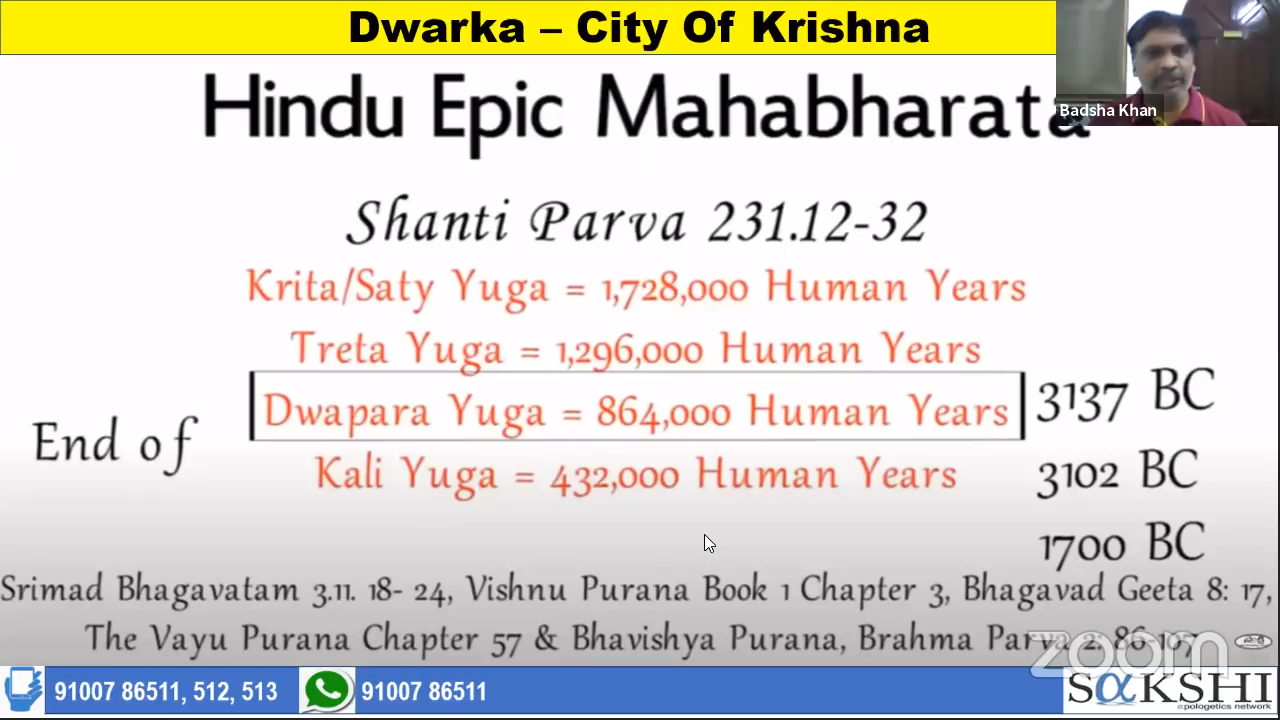 Dwarka – City Of Krishna
Badsha Khan
Hindu Epic Mahabharata
Shanti Parva 231.12-32
Krita/Saty Yuga = 1,728,000 Human Years
Treta Yuga = 1,296,000 Human Years
Dwapara Yuga = 864,000 Human Years
3137 BC
End of
Kali Yuga = 432,000 Human Years
3102 BC
1700 BC
Srimad Bhagavatam 3.11. 18- 24, Vishnu Purana Book 1 Chapter 3, Bhagavad Geeta 8: 17,
The Vayu Purana Chapter 57 & Bhavishya Purana, Brahma Parva 2: 86-107
zoom
91007 86511, 512, 513
91007 86511
SαKSHI
apologetics network